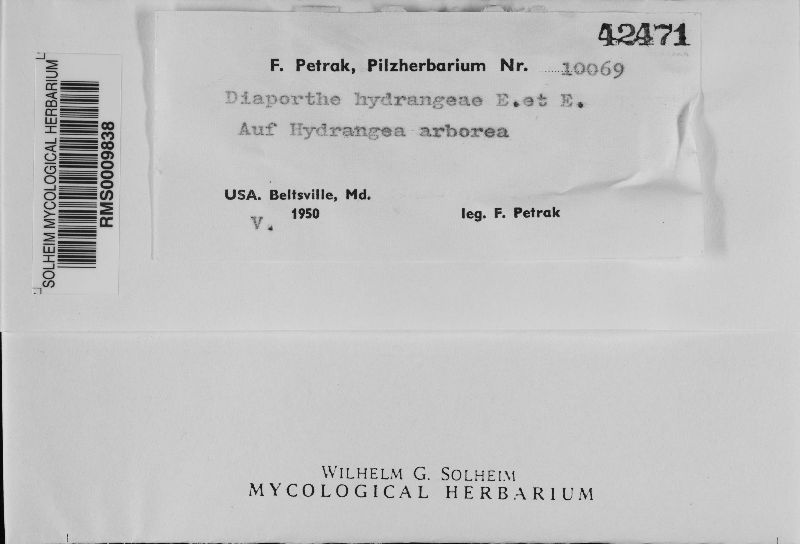 42471
F. Petrak, Pilzherbarium Nr. ......10069
Diaporthe hydrangeae E.et E.
Auf Hydrangea arborea
USA. Beltsville, Md.
V. 1950 leg. F. Petrak
SOLHEIM MYCOLOGICAL HERBARIUM
RMS0009838
WILHELM G. SOLHEIM
MYCOLOGICAL HERBARIUM